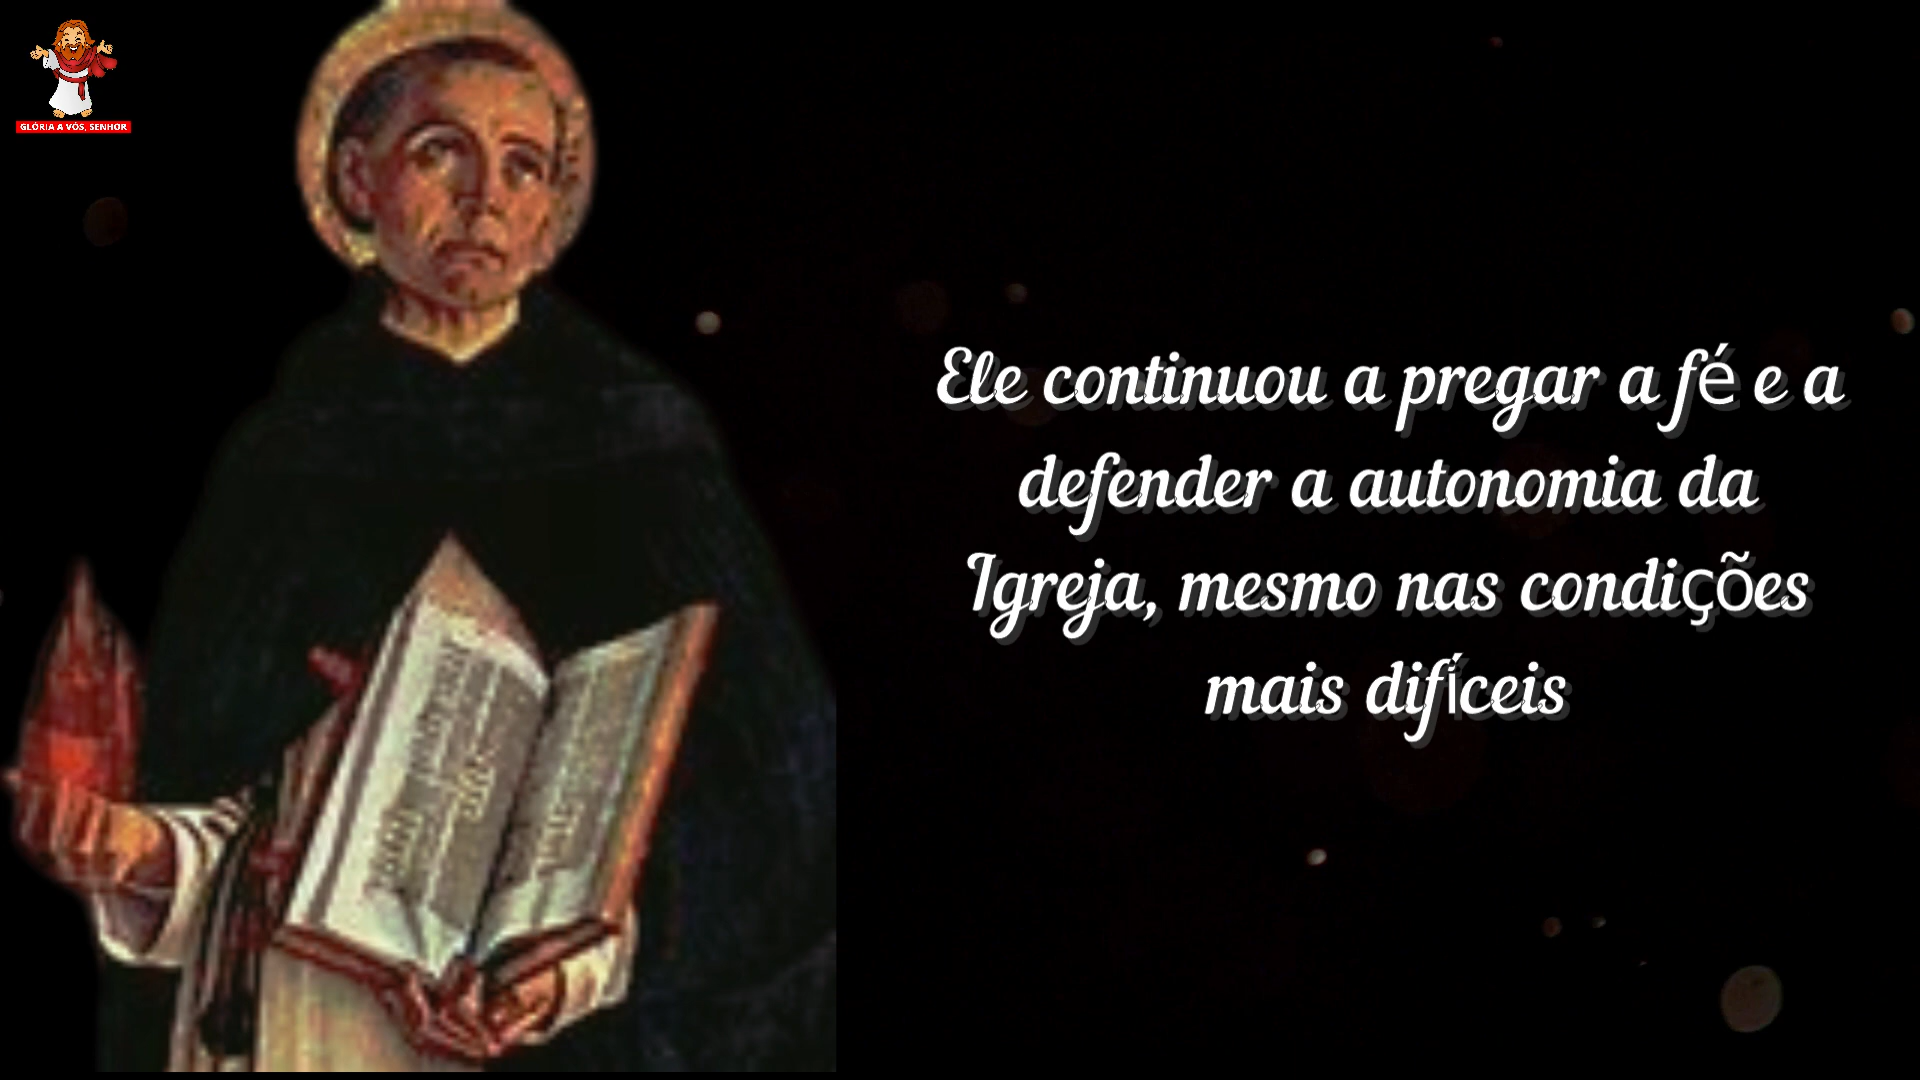 GLÓRIA A VÓS, SENHOR
Ele continuou a pregar a fé e a
defender a autonomia da
Igreja, mesmo nas condições
mais difíceis